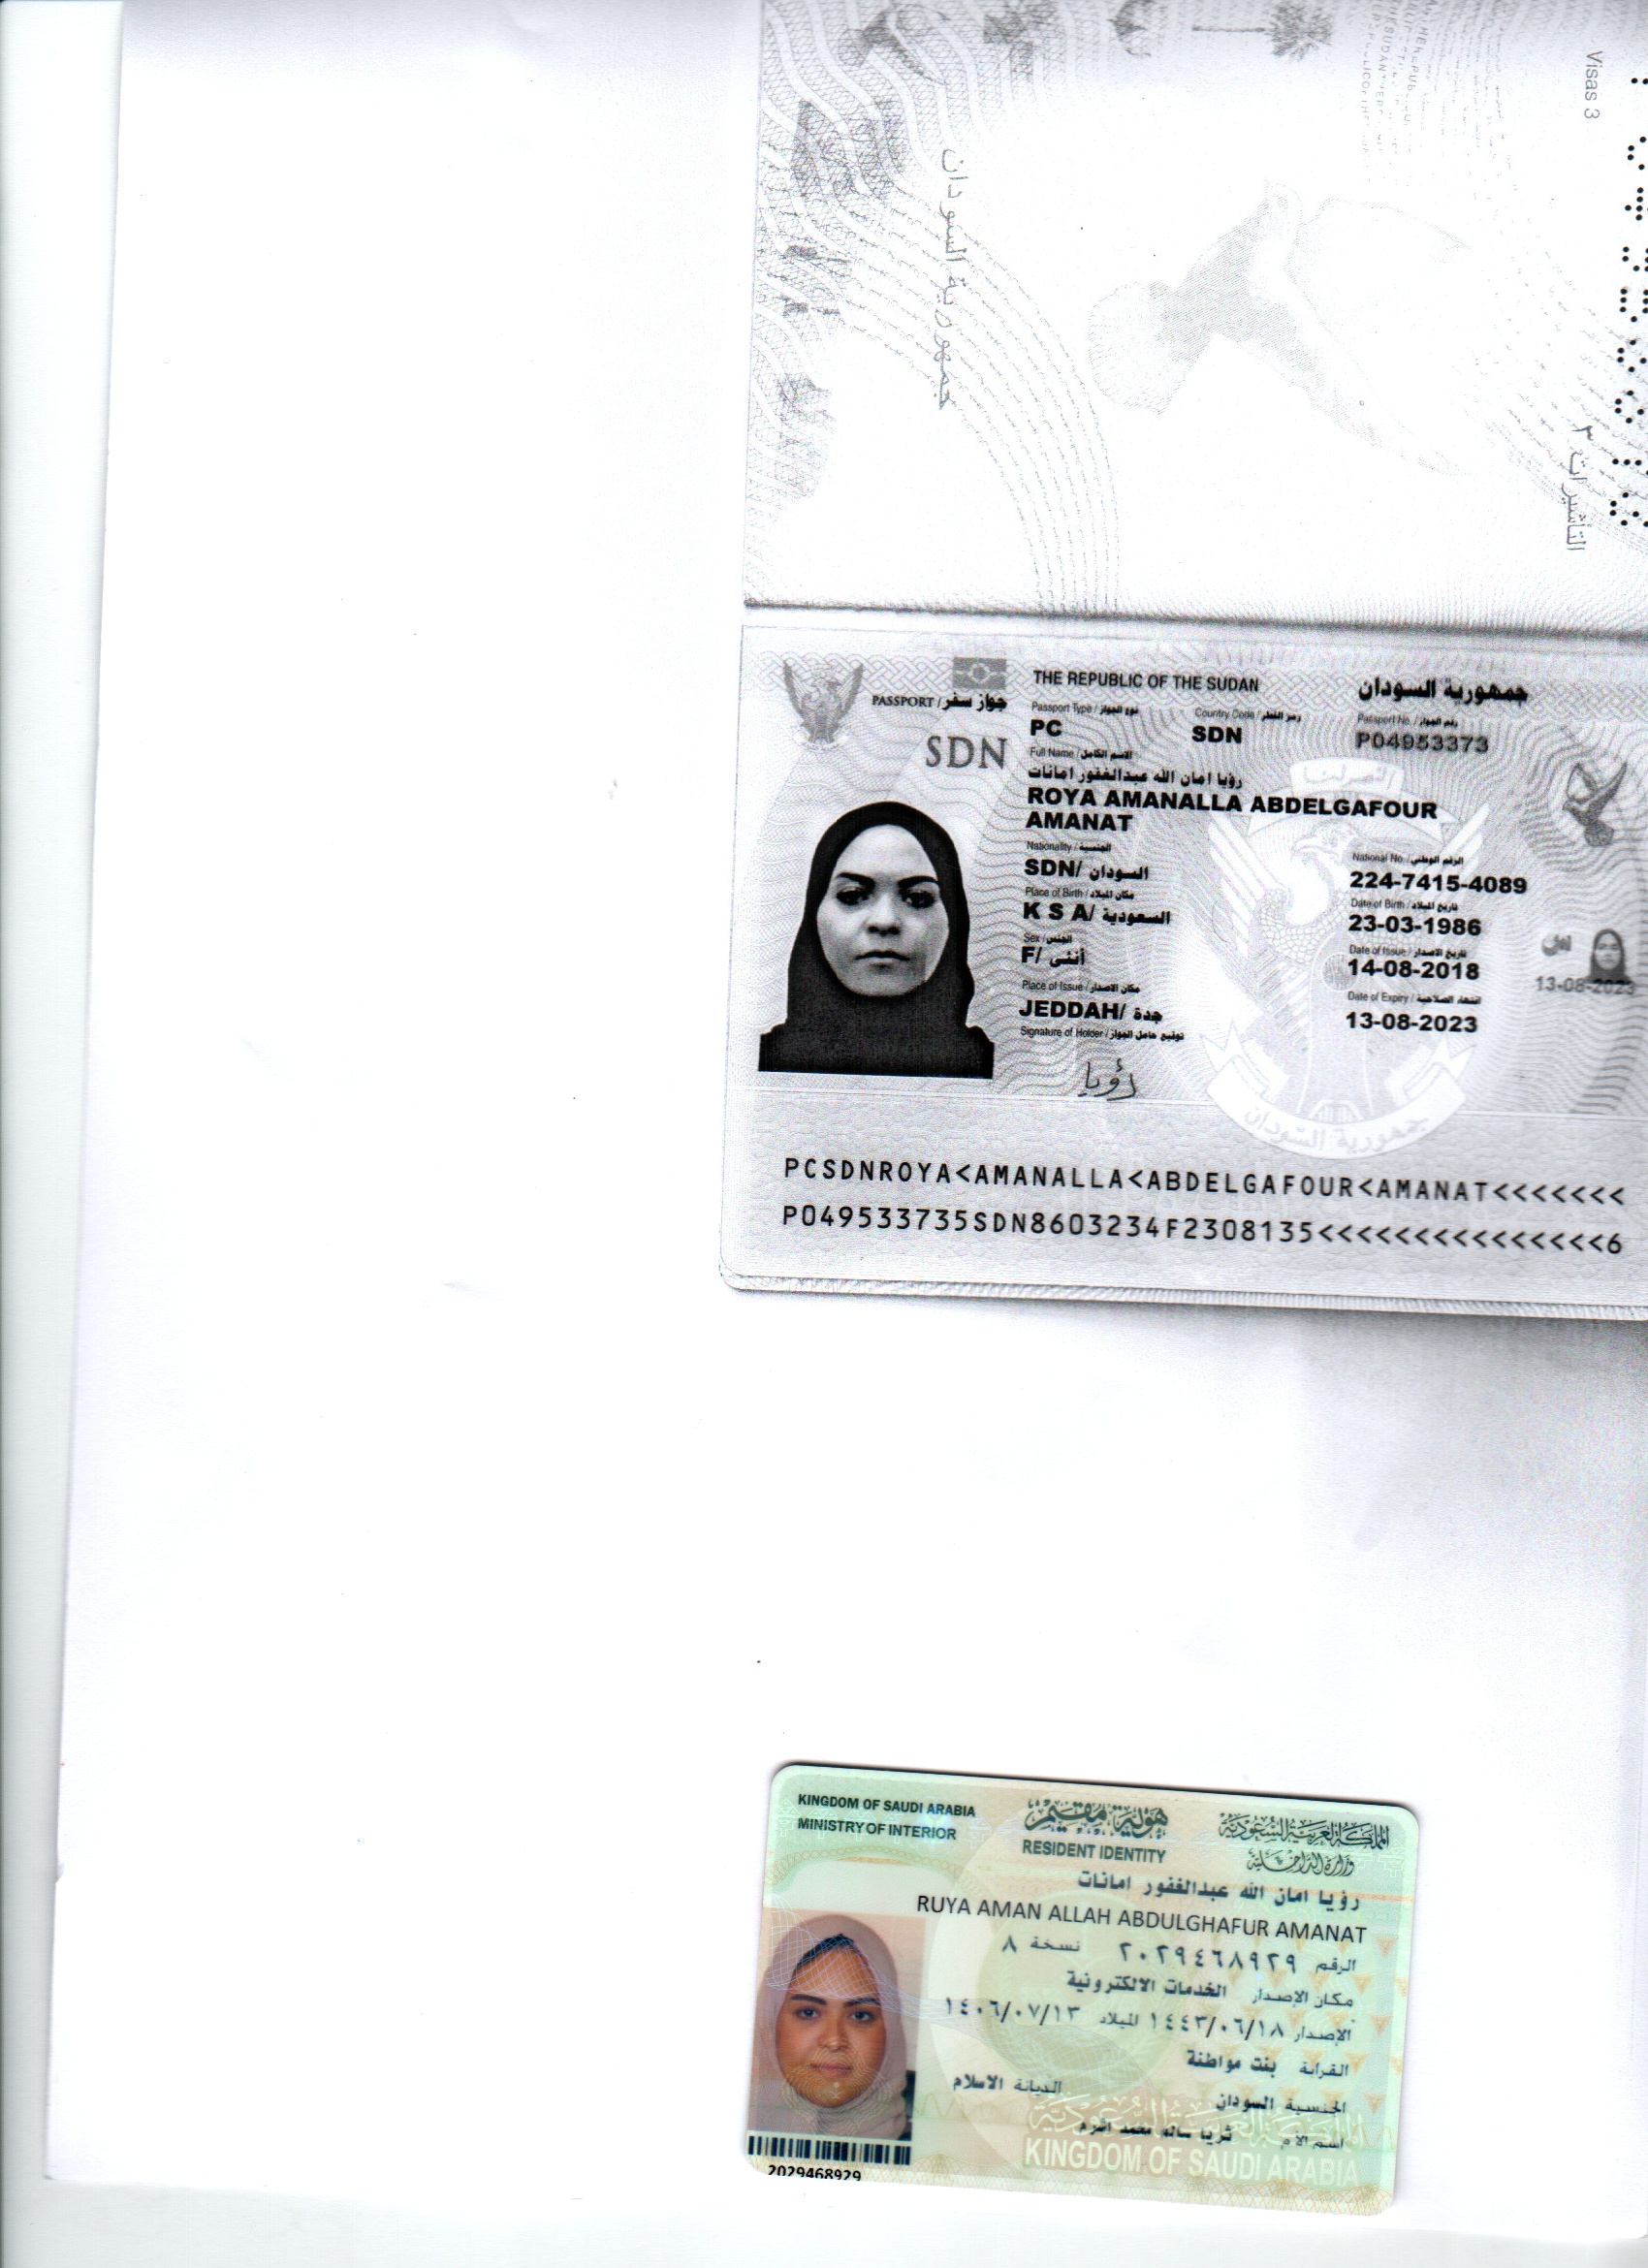 Visas 3
جمهورية السودان
التأشيرات ٣
THE REPUBLIC OF THE SUDAN
جمهورية السودان
PASSPORT / جواز سفر
Passport Type / نوع الجواز
Country Code / رمز القطر
Passport No. / رقم الجواز
PC
SDN
P04953373
SDN
Full Name / الاسم الكامل
رؤيا امان الله عبدالغفور امانات
ROYA AMANALLA ABDELGAFOUR
AMANAT
Nationality / الجنسية
National No. / الرقم الوطني
SDN/ السودان
224-7415-4089
Place of Birth / مكان الميلاد
Date of Birth / تاريخ الميلاد
K S A/ السعودية
23-03-1986
Sex / الجنس
Date of Issue / تاريخ الاصدار
F/ أنثى
14-08-2018
13-08-2023
Place of Issue / مكان الاصدار
Date of Expiry / انتهاء الصلاحية
JEDDAH/ جدة
13-08-2023
Signature of Holder / توقيع حامل الجواز
رؤيا
النصر لنا
جمهورية السودان
PCSDNROYA<AMANALLA<ABDELGAFOUR<AMANAT<<<<<<<
P049533735SDN8603234F2308135<<<<<<<<<<<<<<<6
KINGDOM OF SAUDI ARABIA
MINISTRY OF INTERIOR
هوية مقيم
RESIDENT IDENTITY
المملكة العربية السعودية
وزارة الداخلية
رؤيا امان الله عبدالغفور امانات
RUYA AMAN ALLAH ABDULGHAFUR AMANAT
الرقم ٢٠٢٩٤٦٨٩٢٩ نسخة ٨
مكان الإصدار الخدمات الالكترونية
الإصدار ١٤٤٣/٠٦/١٨ الميلاد ١٤٠٦/٠٧/١٣
القرابة بنت مواطنة
الجنسية السودان الديانة الاسلام
اسم الأم ثريا سالم محمد
المملكة العربية السعودية
KINGDOM OF SAUDI ARABIA
2029468929